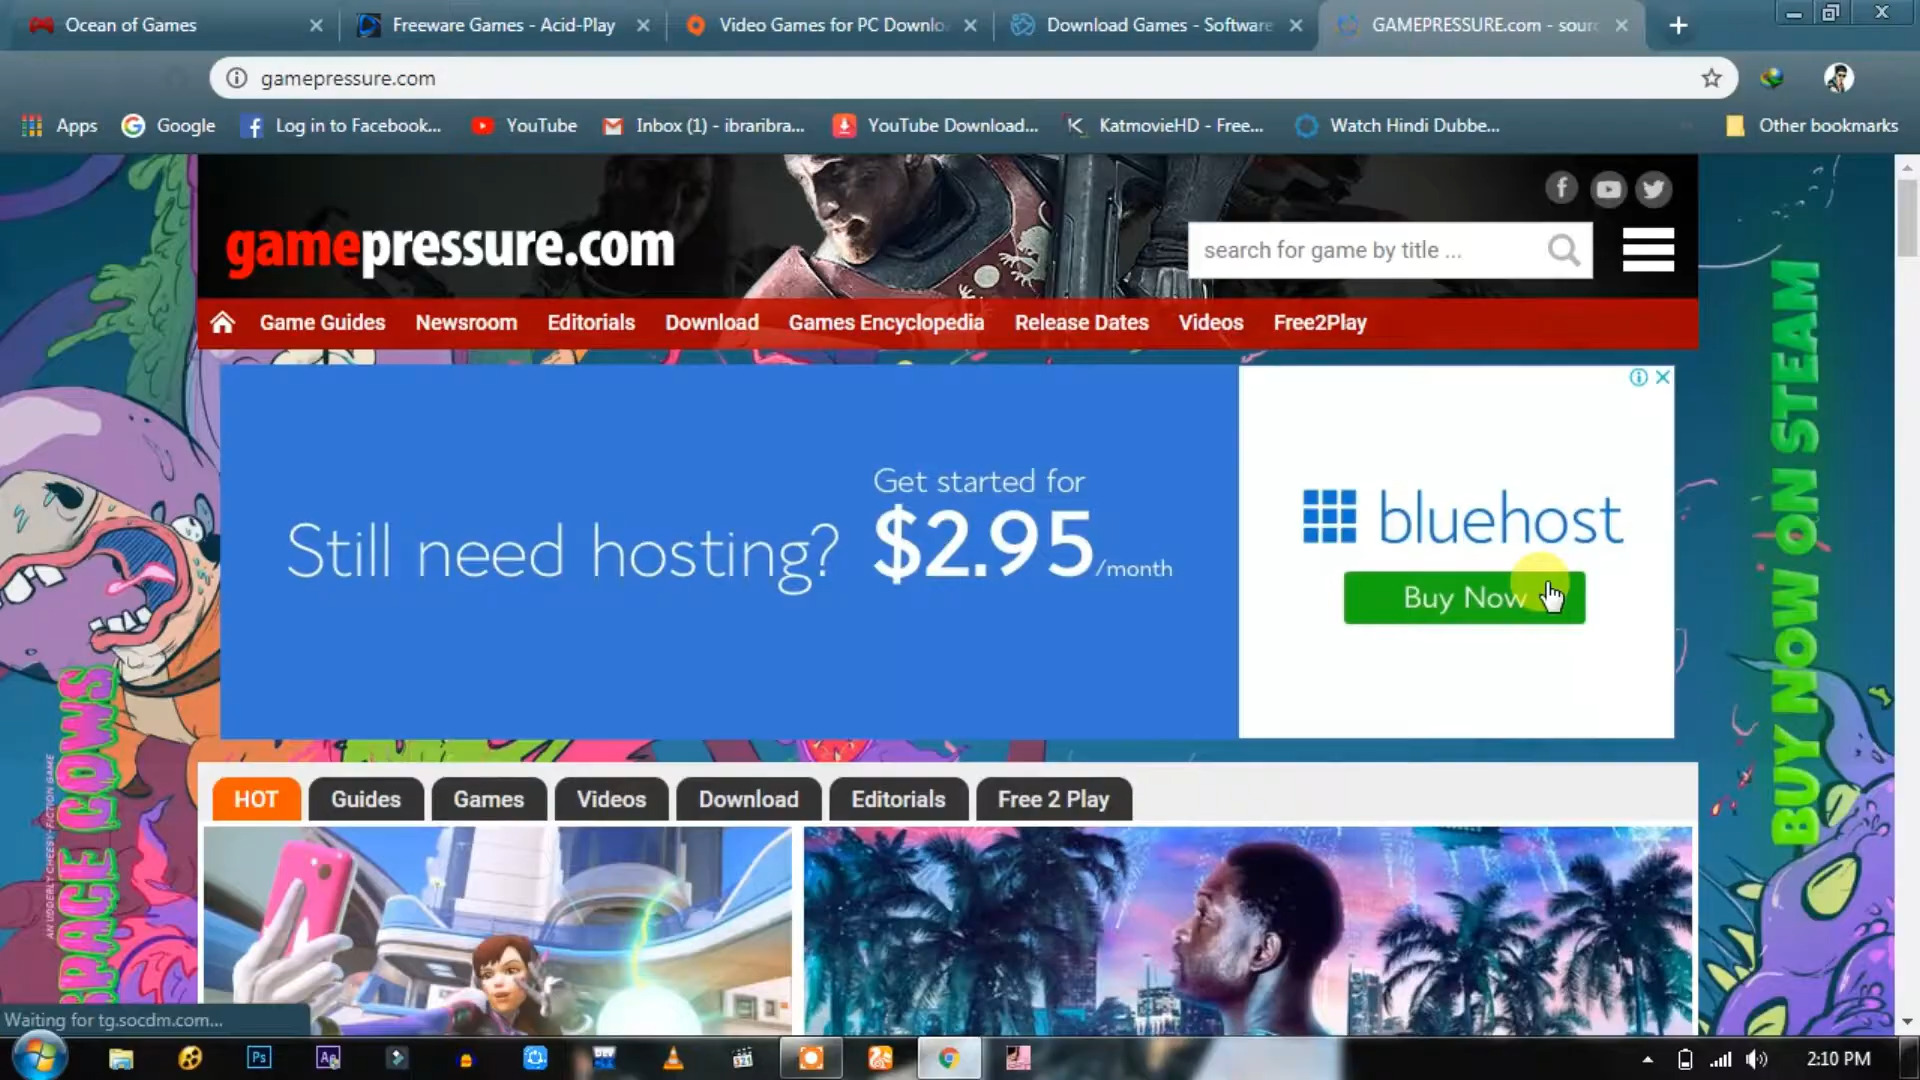 Ocean of Games
Freeware Games - Acid-Play
Video Games for PC Downlo
Download Games - Software
GAMEPRESSURE.com - sourc
gamepressure.com
Apps
Google
Log in to Facebook...
YouTube
Inbox (1) - ibraribra...
YouTube Download...
KatmovieHD - Free...
Watch Hindi Dubbe...
Other bookmarks
gamepressure.com
search for game by title ...
Game Guides
Newsroom
Editorials
Download
Games Encyclopedia
Release Dates
Videos
Free2Play
Still need hosting?
Get started for
$2.95/month
bluehost
Buy Now
BUY NOW ON STEAM
SPACE COWS
AN UDDERLY CHEESY-FICTION GAME
HOT
Guides
Games
Videos
Download
Editorials
Free 2 Play
Waiting for tg.socdm.com...
Ps
2:10 PM